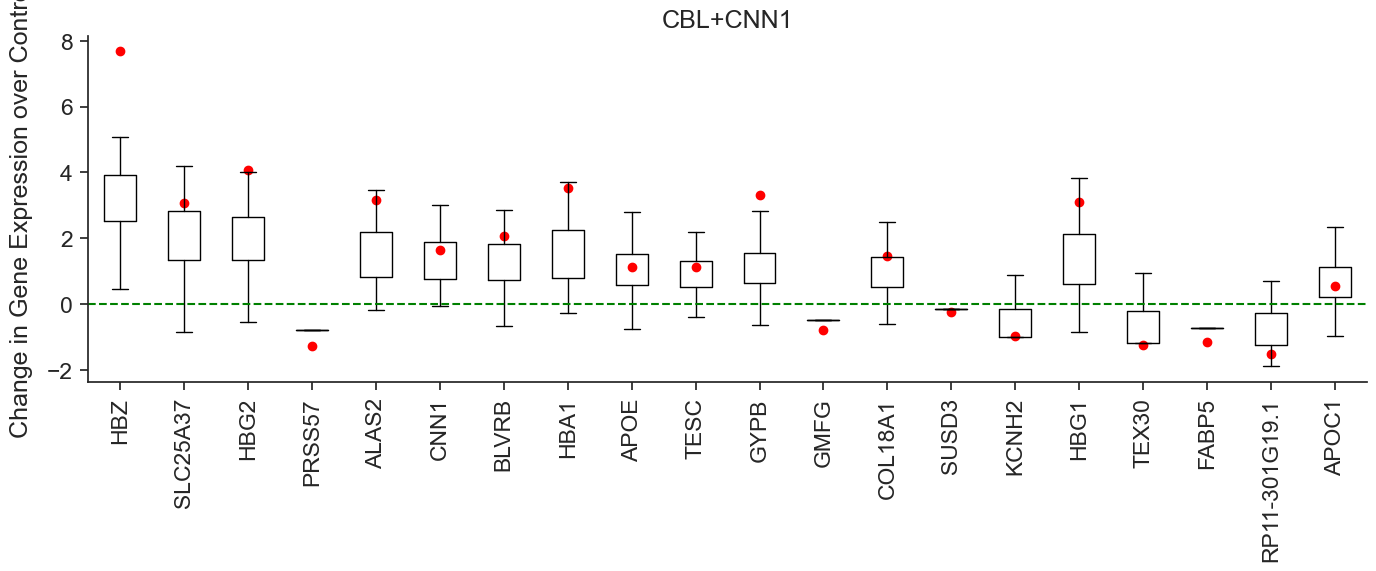 CBL+CNN1
Change in Gene Expression over
8
6
4
2
0
−2
HBZ
SLC25A37
HBG2
PRSS57
ALAS2
CNN1
BLVRB
HBA1
APOE
TESC
GYPB
GMFG
COL18A1
SUSD3
KCNH2
HBG1
TEX30
FABP5
RP11-301G19.1
APOC1